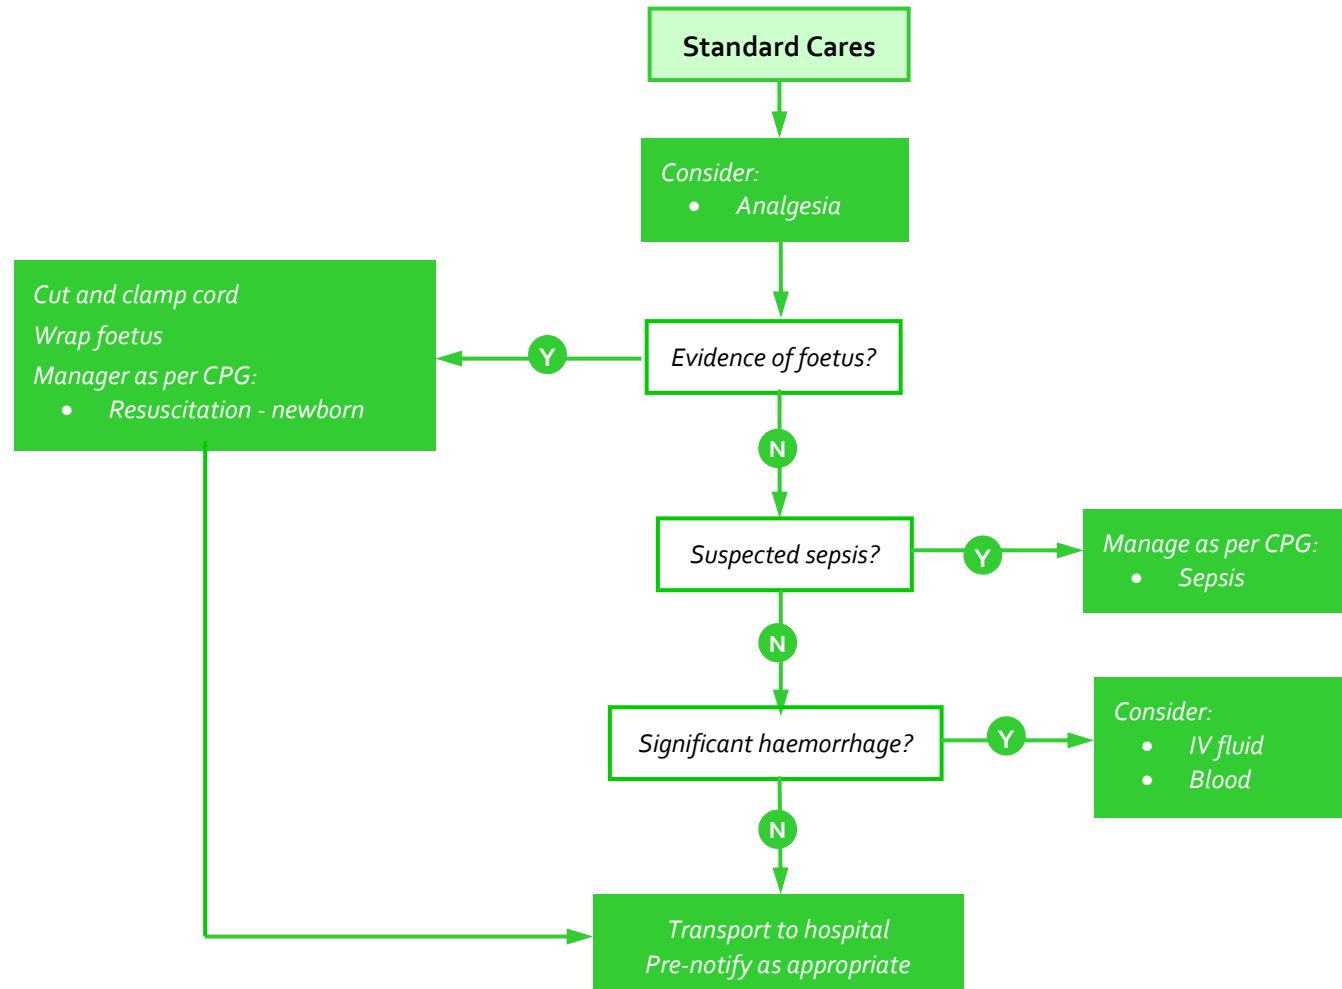 Standard Cares
Consider:
• Analgesia
Cut and clamp cord
Wrap foetus
Manager as per CPG:
• Resuscitation - newborn
Y
Evidence of foetus?
N
Suspected sepsis?
Y
Manage as per CPG:
• Sepsis
N
Significant haemorrhage?
Y
Consider:
• IV fluid
• Blood
N
Transport to hospital
Pre-notify as appropriate